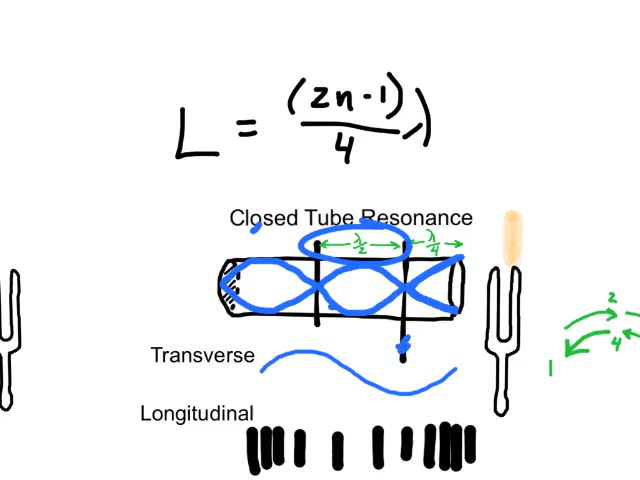 L = (2n-1)/4 λ
Closed Tube Resonance
λ/2 λ/4
2
4
1
Transverse
Longitudinal